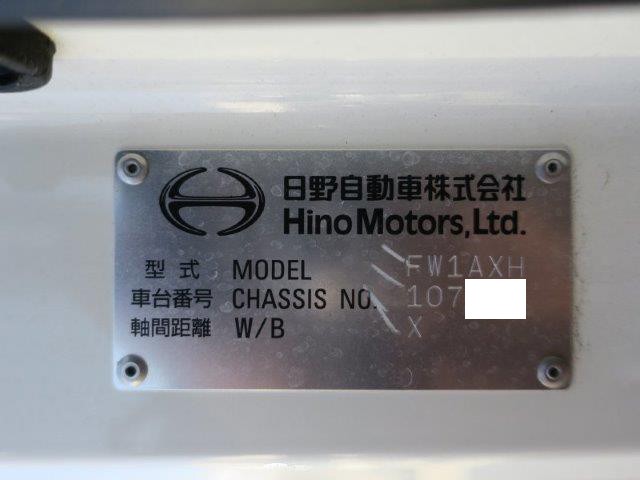 日野自動車株式会社
Hino Motors, Ltd.
型式 MODEL FW1AXH
車台番号 CHASSIS NO. 107
軸間距離 W/B X